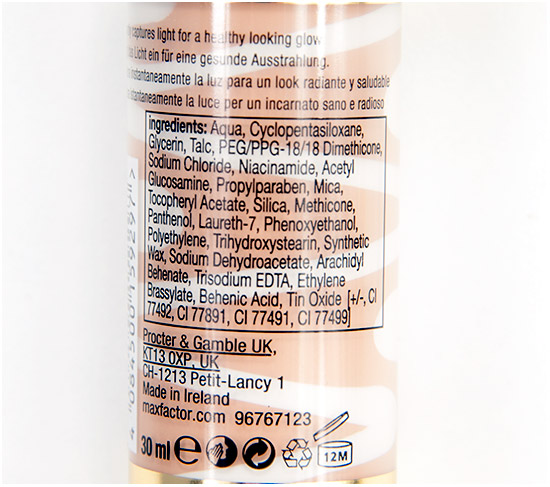 captures light for a healthy looking glow
Licht ein für eine gesunde Ausstrahlung.
instantaneamente la luz para un look radiante y saludable
la luce per un incarnato sano e radioso
ingredients: Aqua, Cyclopentasiloxane,
Glycerin, Talc, PEG/PPG-18/18 Dimethicone,
Sodium Chloride, Niacinamide, Acetyl
Glucosamine, Propylparaben, Mica,
Tocopheryl Acetate, Silica, Methicone,
Panthenol, Laureth-7, Phenoxyethanol,
Polyethylene, Trihydroxystearin, Synthetic
Wax, Sodium Dehydroacetate, Arachidyl
Behenate, Trisodium EDTA, Ethylene
Brassylate, Behenic Acid, Tin Oxide [+/-, CI
77492, CI 77891, CI 77491, CI 77499]
Procter & Gamble UK,
KT13 0XP, UK
CH-1213 Petit-Lancy 1
Made in Ireland
maxfactor.com 96767123
30 ml e
12M